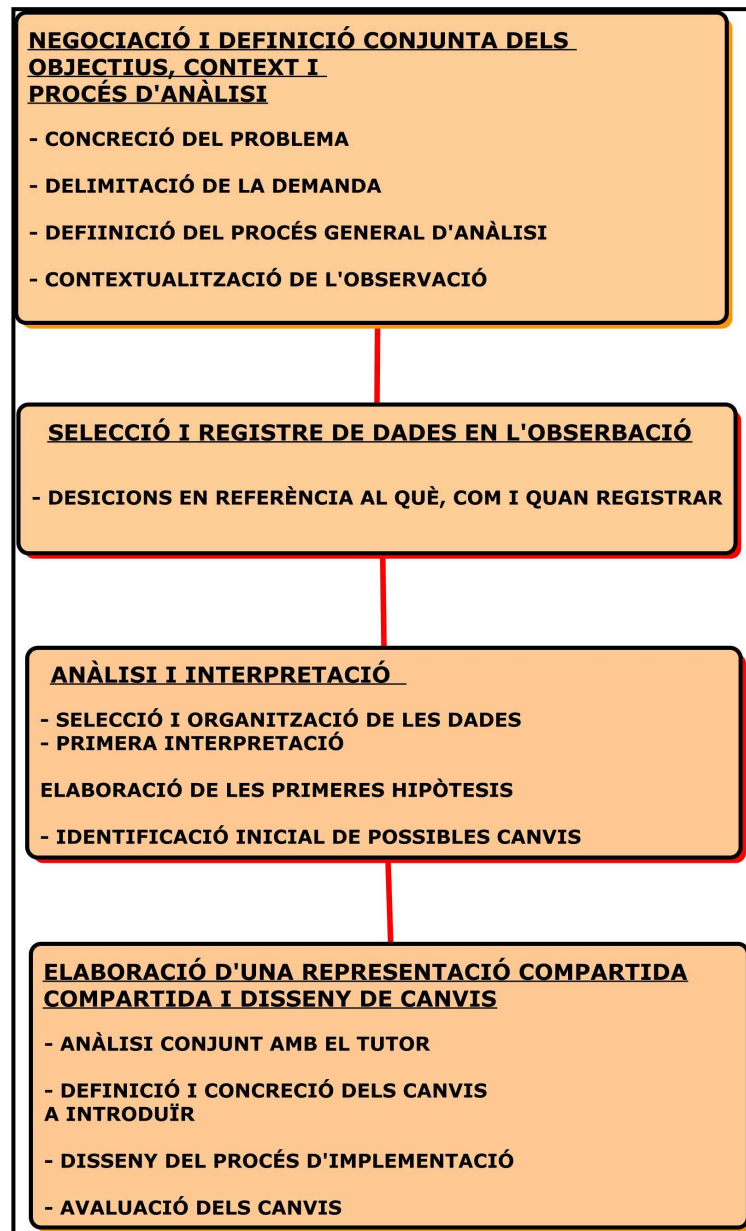 NEGOCIACIÓ I DEFINICIÓ CONJUNTA DELS
OBJECTIUS, CONTEXT I
PROCÉS D'ANÀLISI
- CONCRECIÓ DEL PROBLEMA
- DELIMITACIÓ DE LA DEMANDA
- DEFIINICIÓ DEL PROCÉS GENERAL D'ANÀLISI
- CONTEXTUALITZACIÓ DE L'OBSERVACIÓ
SELECCIÓ I REGISTRE DE DADES EN L'OBSERBACIÓ
- DESICIONS EN REFERÈNCIA AL QUÈ, COM I QUAN REGISTRAR
ANÀLISI I INTERPRETACIÓ
- SELECCIÓ I ORGANITZACIÓ DE LES DADES
- PRIMERA INTERPRETACIÓ
ELABORACIÓ DE LES PRIMERES HIPÒTESIS
- IDENTIFICACIÓ INICIAL DE POSSIBLES CANVIS
ELABORACIÓ D'UNA REPRESENTACIÓ COMPARTIDA
COMPARTIDA I DISSENY DE CANVIS
- ANÀLISI CONJUNT AMB EL TUTOR
- DEFINICIÓ I CONCRECIÓ DELS CANVIS
A INTRODUÏR
- DISSENY DEL PROCÉS D'IMPLEMENTACIÓ
- AVALUACIÓ DELS CANVIS